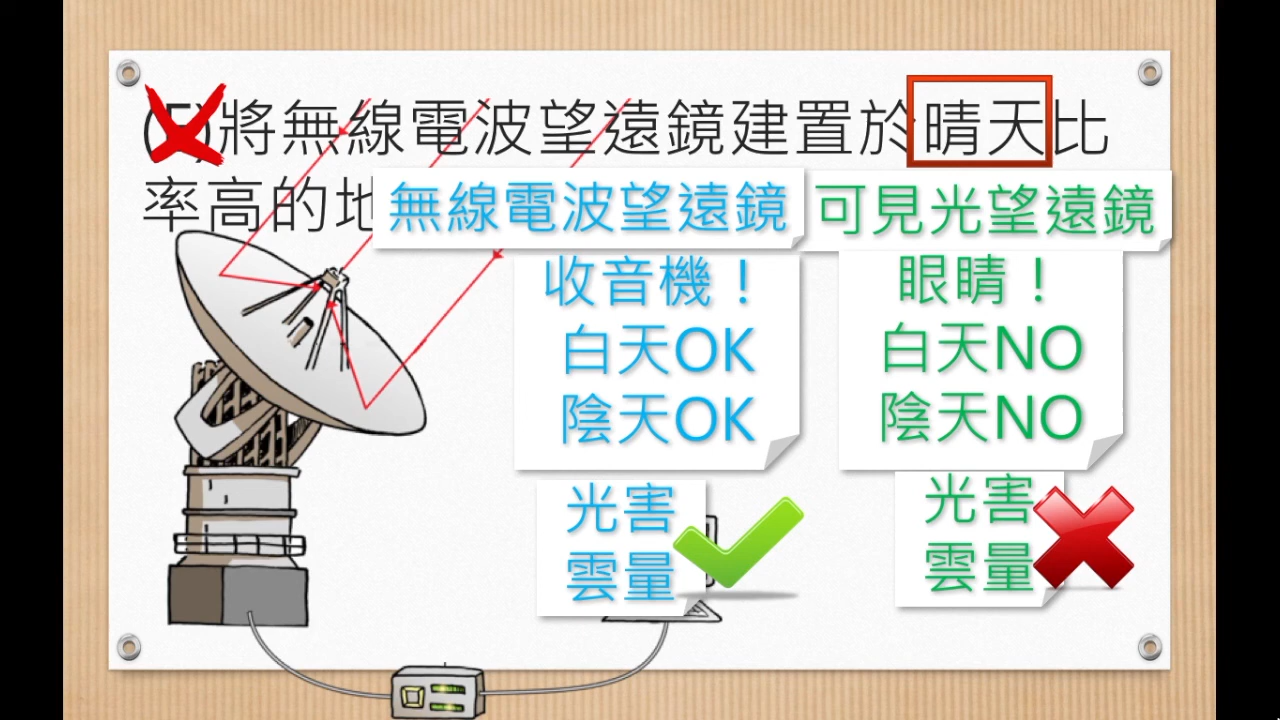 將無線電波望遠鏡建置於晴天比
率高的地
無線電波望遠鏡
可見光望遠鏡
收音機！
白天OK
陰天OK
眼睛！
白天NO
陰天NO
光害
雲量
光害
雲量